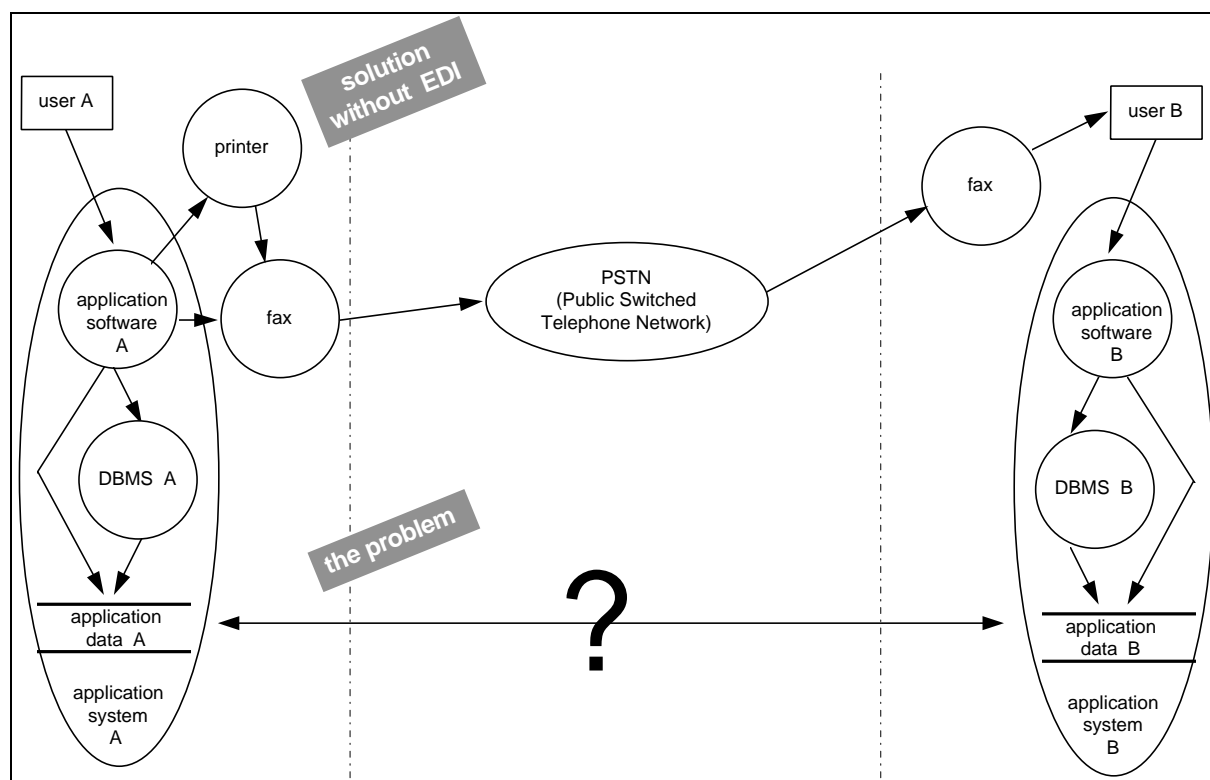 solution
without EDI
user A
user B
printer
fax
application
software
A
fax
PSTN
(Public Switched
Telephone Network)
application
software
B
DBMS A
DBMS B
the problem
?
application
data A
application
data B
application
system
A
application
system
B